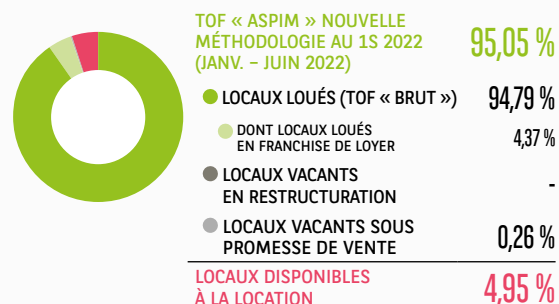 TOF « ASPIM » NOUVELLE
MÉTHODOLOGIE AU 1S 2022
(JANV. – JUIN 2022)
95,05 %
LOCAUX LOUÉS (TOF « BRUT ») 94,79 %
DONT LOCAUX LOUÉS
EN FRANCHISE DE LOYER
4,37 %
LOCAUX VACANTS
EN RESTRUCTURATION
-
LOCAUX VACANTS SOUS
PROMESSE DE VENTE
0,26 %
LOCAUX DISPONIBLES
À LA LOCATION
4,95 %